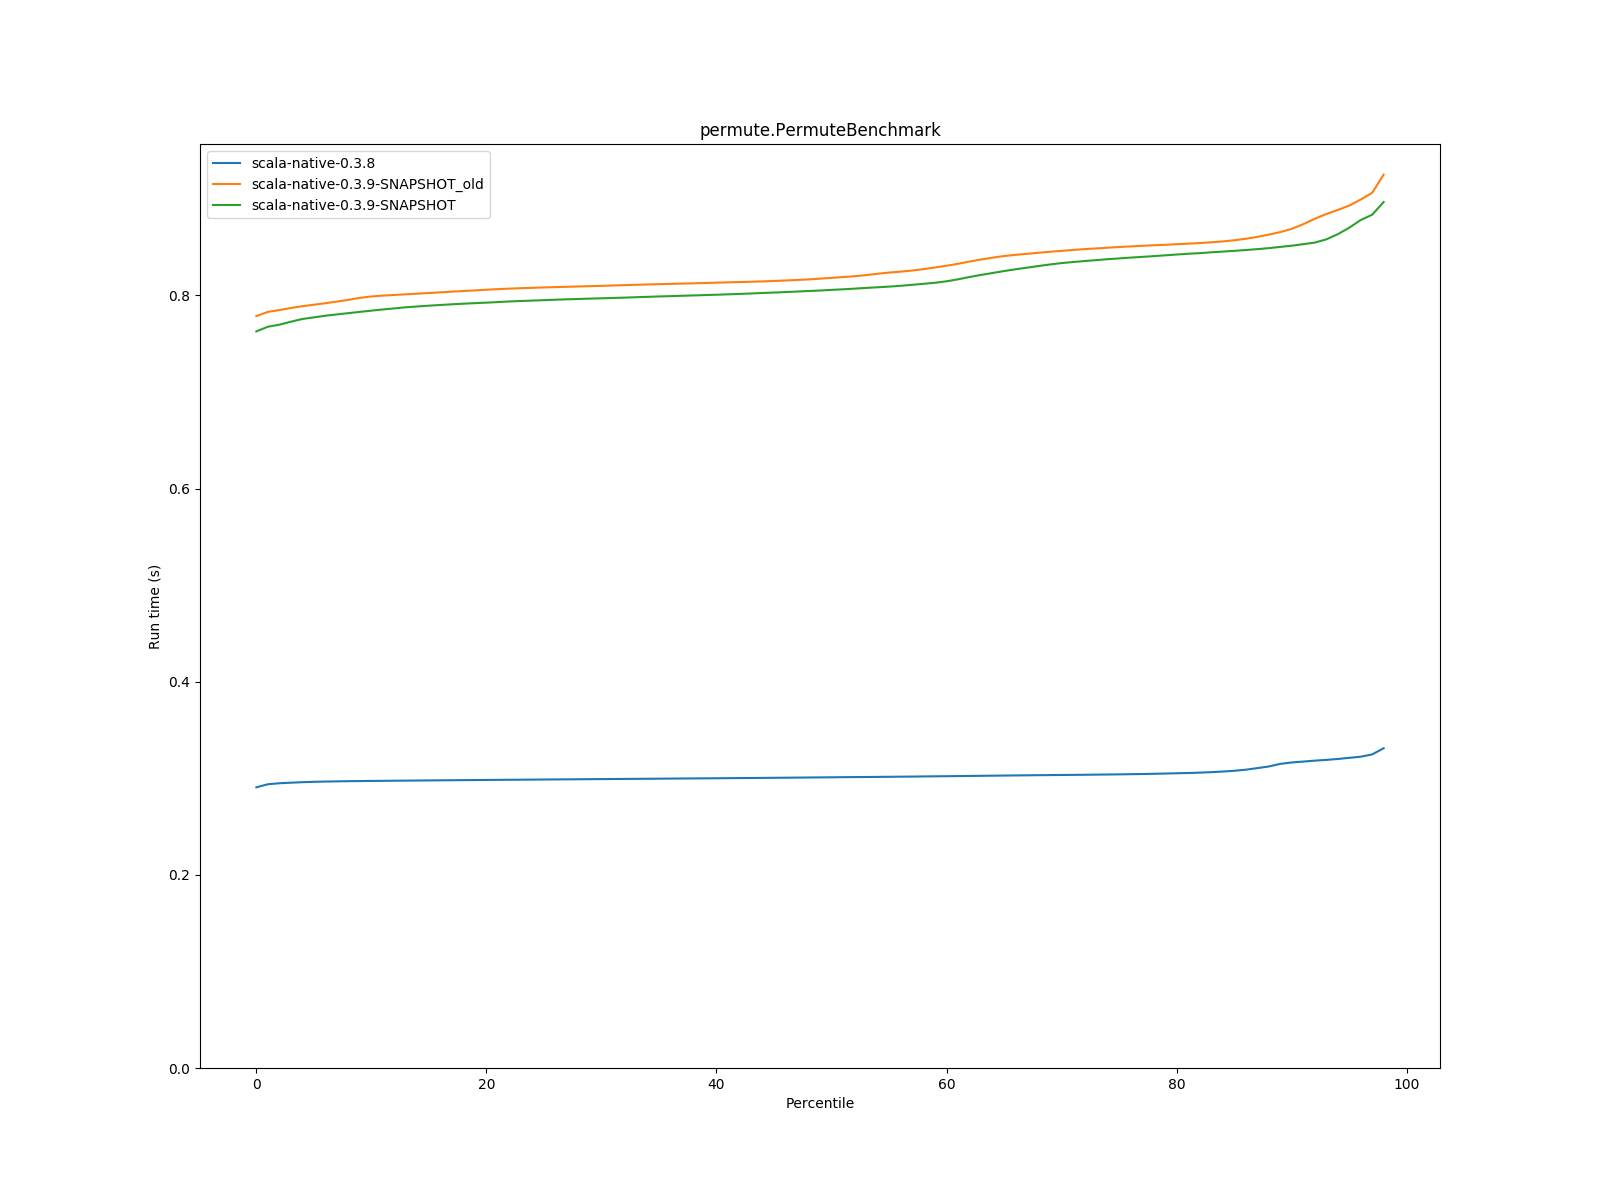 permute.PermuteBenchmark
scala-native-0.3.8
scala-native-0.3.9-SNAPSHOT_old
scala-native-0.3.9-SNAPSHOT
0.8
0.6
0.4
0.2
0.0
Run time (s)
0 20 40 60 80 100
Percentile